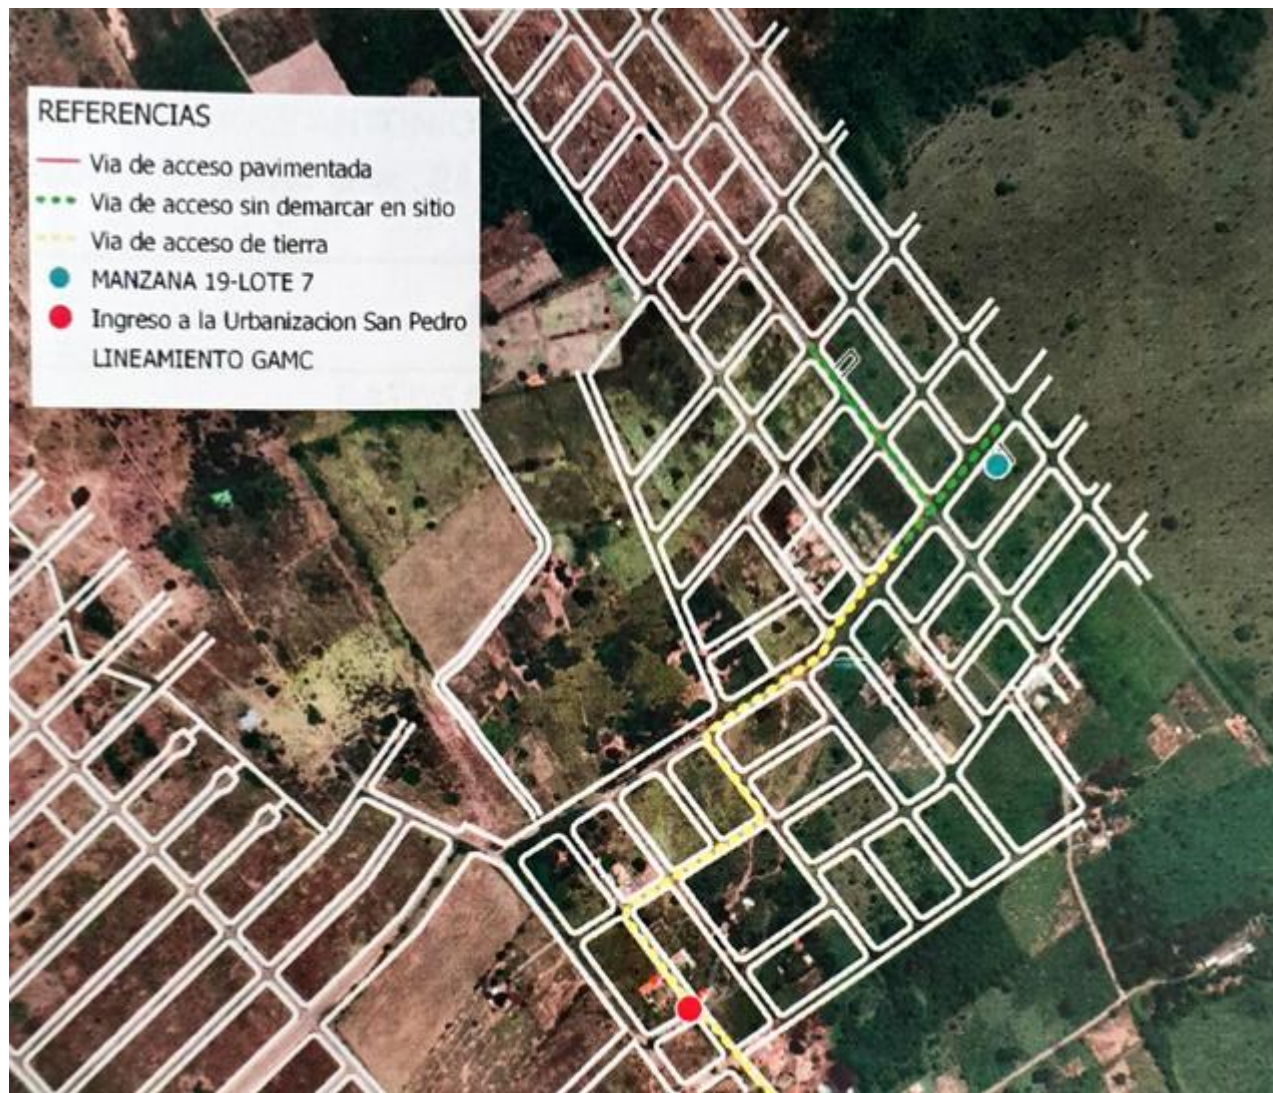 REFERENCIAS
Via de acceso pavimentada
Via de acceso sin demarcar en sitio
Via de acceso de tierra
MANZANA 19-LOTE 7
Ingreso a la Urbanizacion San Pedro
LINEAMIENTO GAMC